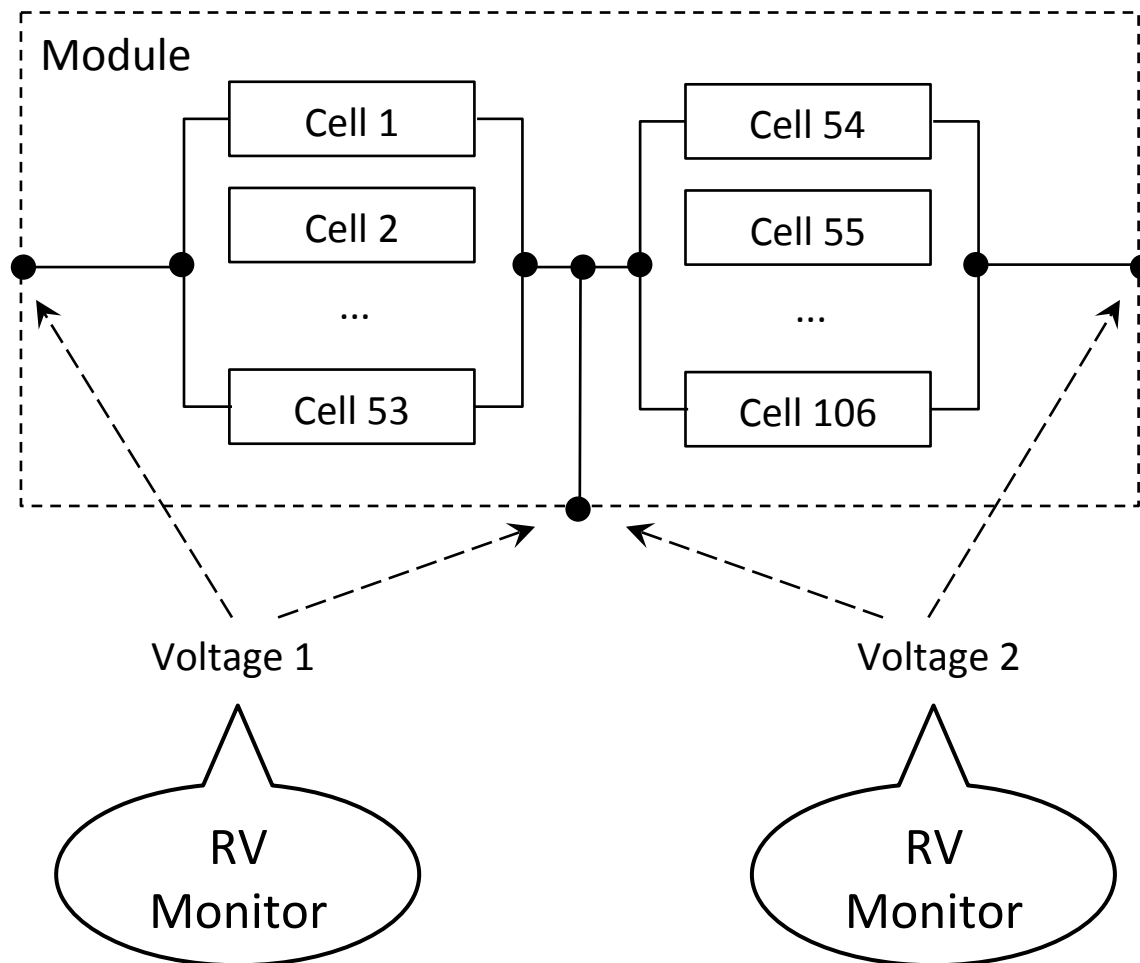 Module
Cell 1
Cell 2
...
Cell 53
Cell 54
Cell 55
...
Cell 106
Voltage 1
Voltage 2
RV
Monitor
RV
Monitor